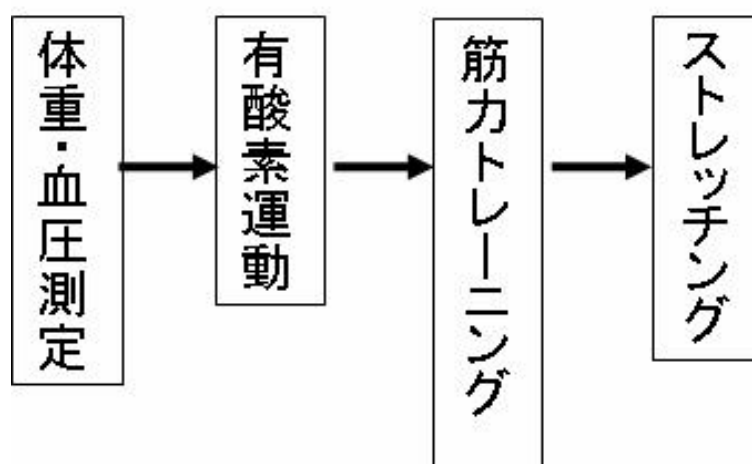 体重・血圧測定
有酸素運動
筋力トレーニング
ストレッチング